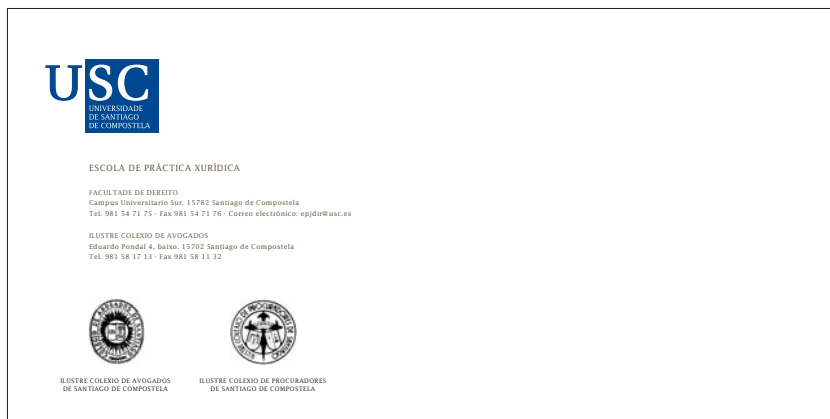 USC
UNIVERSIDADE
DE SANTIAGO
DE COMPOSTELA
ESCOLA DE PRÁCTICA XURÍDICA
FACULTADE DE DEREITO
Campus Universitario Sur. 15782 Santiago de Compostela
Tel. 981 54 71 75 · Fax 981 54 71 76 · Correo electrónico: epjdir@usc.es
ILUSTRE COLEXIO DE AVOGADOS
Eduardo Pondal 4, baixo. 15702 Santiago de Compostela
Tel. 981 58 17 13 · Fax 981 58 11 32
ILUSTRE COLEXIO DE AVOGADOS
DE SANTIAGO DE COMPOSTELA
ILUSTRE COLEXIO DE PROCURADORES
DE SANTIAGO DE COMPOSTELA